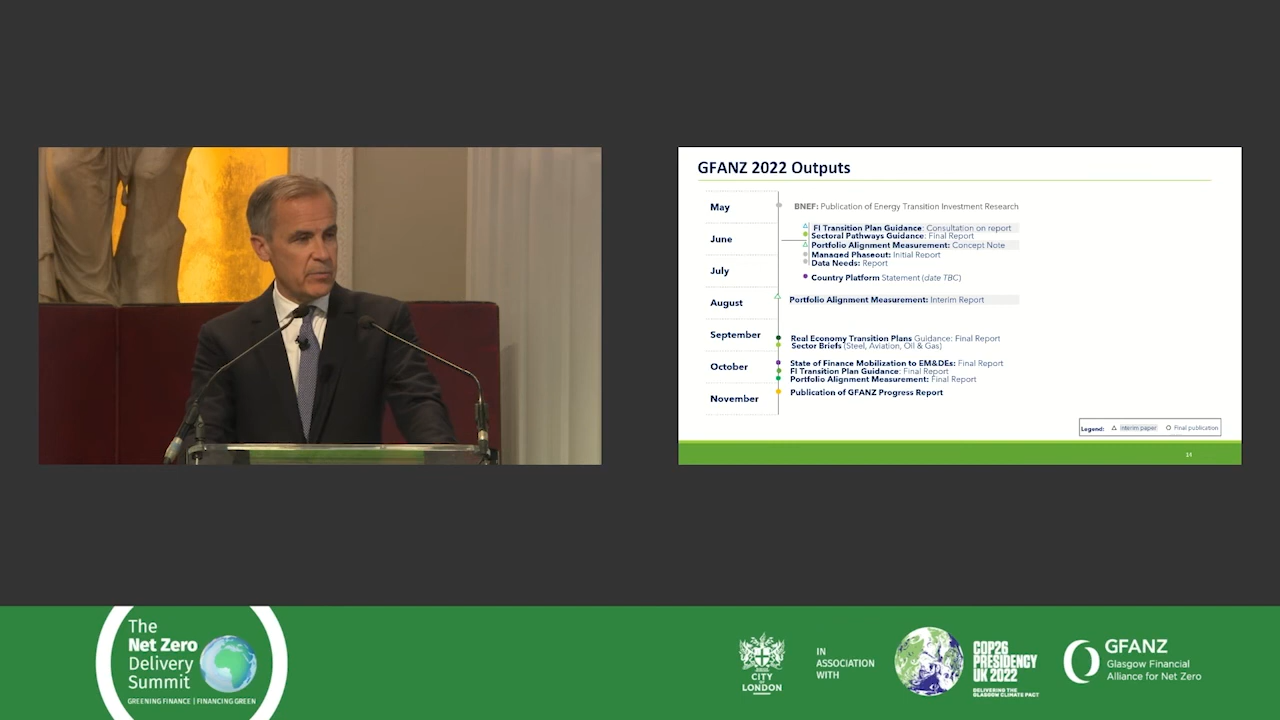 GFANZ 2022 Outputs
May
BNEF: Publication of Energy Transition Investment Research
June
FI Transition Plan Guidance: Consultation on report
Sectoral Pathways Guidance: Final Report
Portfolio Alignment Measurement: Concept Note
Managed Phaseout: Initial Report
Data Needs: Report
July
Country Platform Statement (date TBC)
August
Portfolio Alignment Measurement: Interim Report
September
Real Economy Transition Plans Guidance: Final Report
Sector Briefs (Steel, Aviation, Oil & Gas)
October
State of Finance Mobilization to EM&DEs: Final Report
FI Transition Plan Guidance: Final Report
Portfolio Alignment Measurement: Final Report
November
Publication of GFANZ Progress Report
Legend: Interim paper Final publication
14
The
Net Zero
Delivery
Summit
GREENING FINANCE | FINANCING GREEN
CITY
OF
LONDON
IN
ASSOCIATION
WITH
COP26
PRESIDENCY
UK 2022
DELIVERING THE
GLASGOW CLIMATE PACT
GFANZ
Glasgow Financial
Alliance for Net Zero